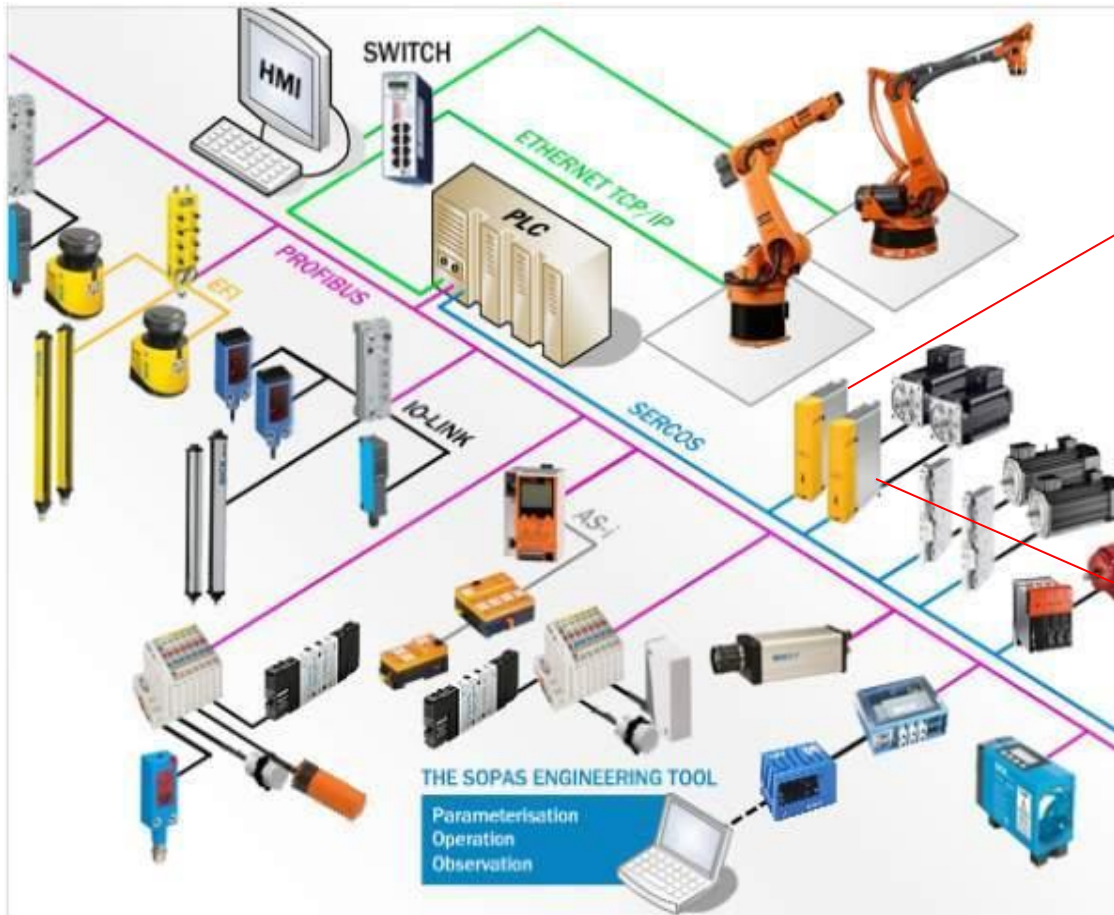 HMI
SWITCH
ETHERNET TCP/IP
PLC
PROFIBUS
EFI
IO-LINK
SERCOS
AS-i
THE SOPAS ENGINEERING TOOL
Parameterisation
Operation
Observation